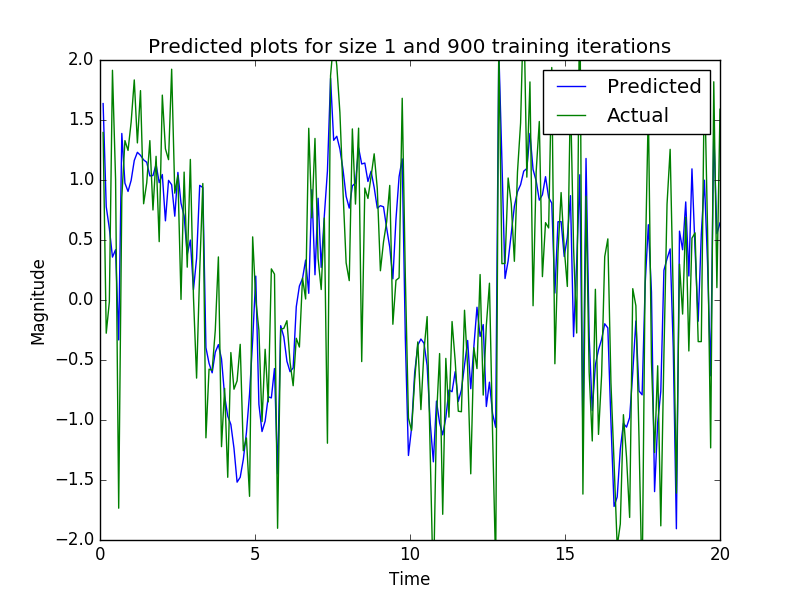 Predicted plots for size 1 and 900 training iterations
Predicted
Actual
Magnitude
2.0
1.5
1.0
0.5
0.0
−0.5
−1.0
−1.5
−2.0
0 5 10 15 20
Time